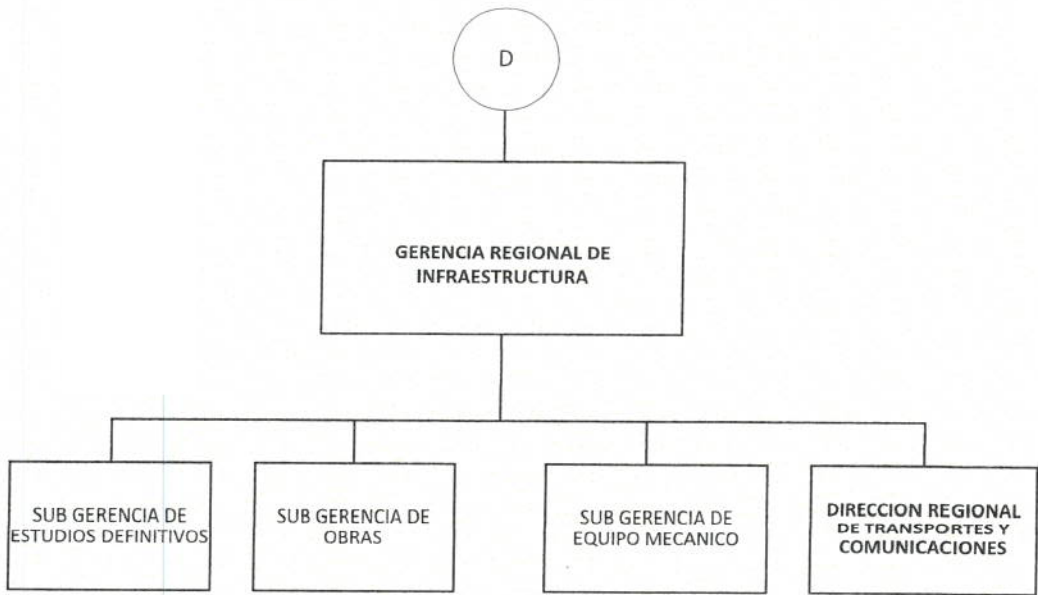 D
GERENCIA REGIONAL DE
INFRAESTRUCTURA
SUB GERENCIA DE
ESTUDIOS DEFINITIVOS
SUB GERENCIA DE
OBRAS
SUB GERENCIA DE
EQUIPO MECANICO
DIRECCION REGIONAL
DE TRANSPORTES Y
COMUNICACIONES